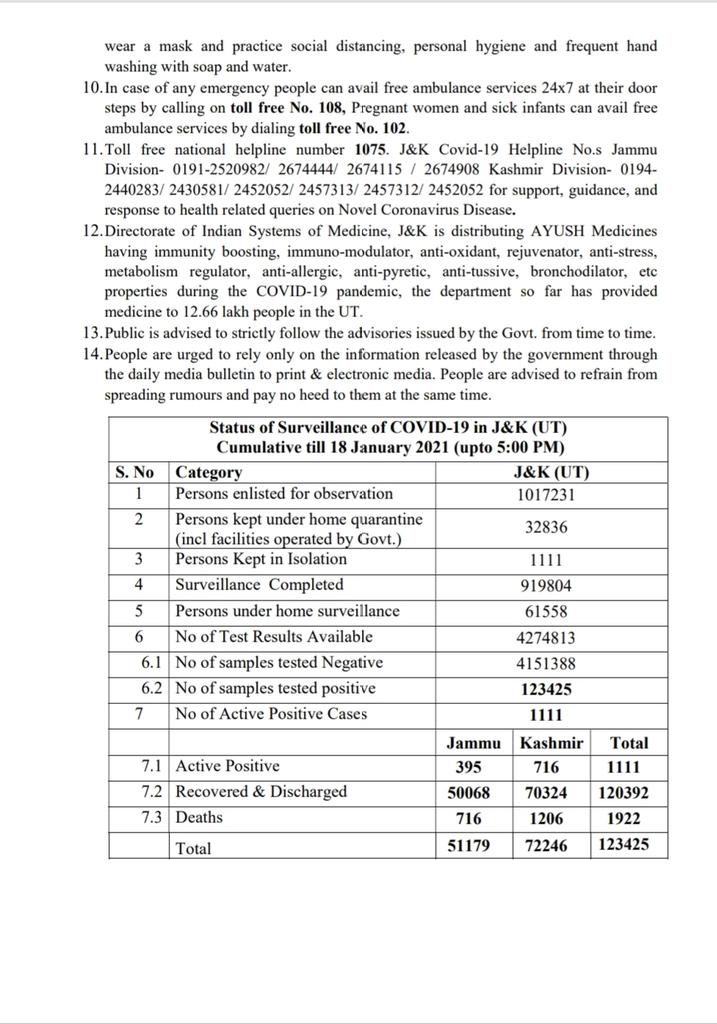 wear a mask and practice social distancing, personal hygiene and frequent hand
washing with soap and water.
10. In case of any emergency people can avail free ambulance services 24x7 at their door
steps by calling on toll free No. 108, Pregnant women and sick infants can avail free
ambulance services by dialing toll free No. 102.
11. Toll free national helpline number 1075. J&K Covid-19 Helpline No.s Jammu
Division- 0191-2520982/ 2674444/ 2674115 / 2674908 Kashmir Division- 0194-
2440283/ 2430581/ 2452052/ 2457313/ 2457312/ 2452052 for support, guidance, and
response to health related queries on Novel Coronavirus Disease.
12. Directorate of Indian Systems of Medicine, J&K is distributing AYUSH Medicines
having immunity boosting, immuno-modulator, anti-oxidant, rejuvenator, anti-stress,
metabolism regulator, anti-allergic, anti-pyretic, anti-tussive, bronchodilator, etc
properties during the COVID-19 pandemic, the department so far has provided
medicine to 12.66 lakh people in the UT.
13. Public is advised to strictly follow the advisories issued by the Govt. from time to time.
14. People are urged to rely only on the information released by the government through
the daily media bulletin to print & electronic media. People are advised to refrain from
spreading rumours and pay no heed to them at the same time.
Status of Surveillance of COVID-19 in J&K (UT)
Cumulative till 18 January 2021 (upto 5:00 PM)
S. No Category J&K (UT)
1 Persons enlisted for observation 1017231
2 Persons kept under home quarantine
(incl facilities operated by Govt.) 32836
3 Persons Kept in Isolation 1111
4 Surveillance Completed 919804
5 Persons under home surveillance 61558
6 No of Test Results Available 4274813
6.1 No of samples tested Negative 4151388
6.2 No of samples tested positive 123425
7 No of Active Positive Cases 1111
Jammu Kashmir Total
7.1 Active Positive 395 716 1111
7.2 Recovered & Discharged 50068 70324 120392
7.3 Deaths 716 1206 1922
Total 51179 72246 123425